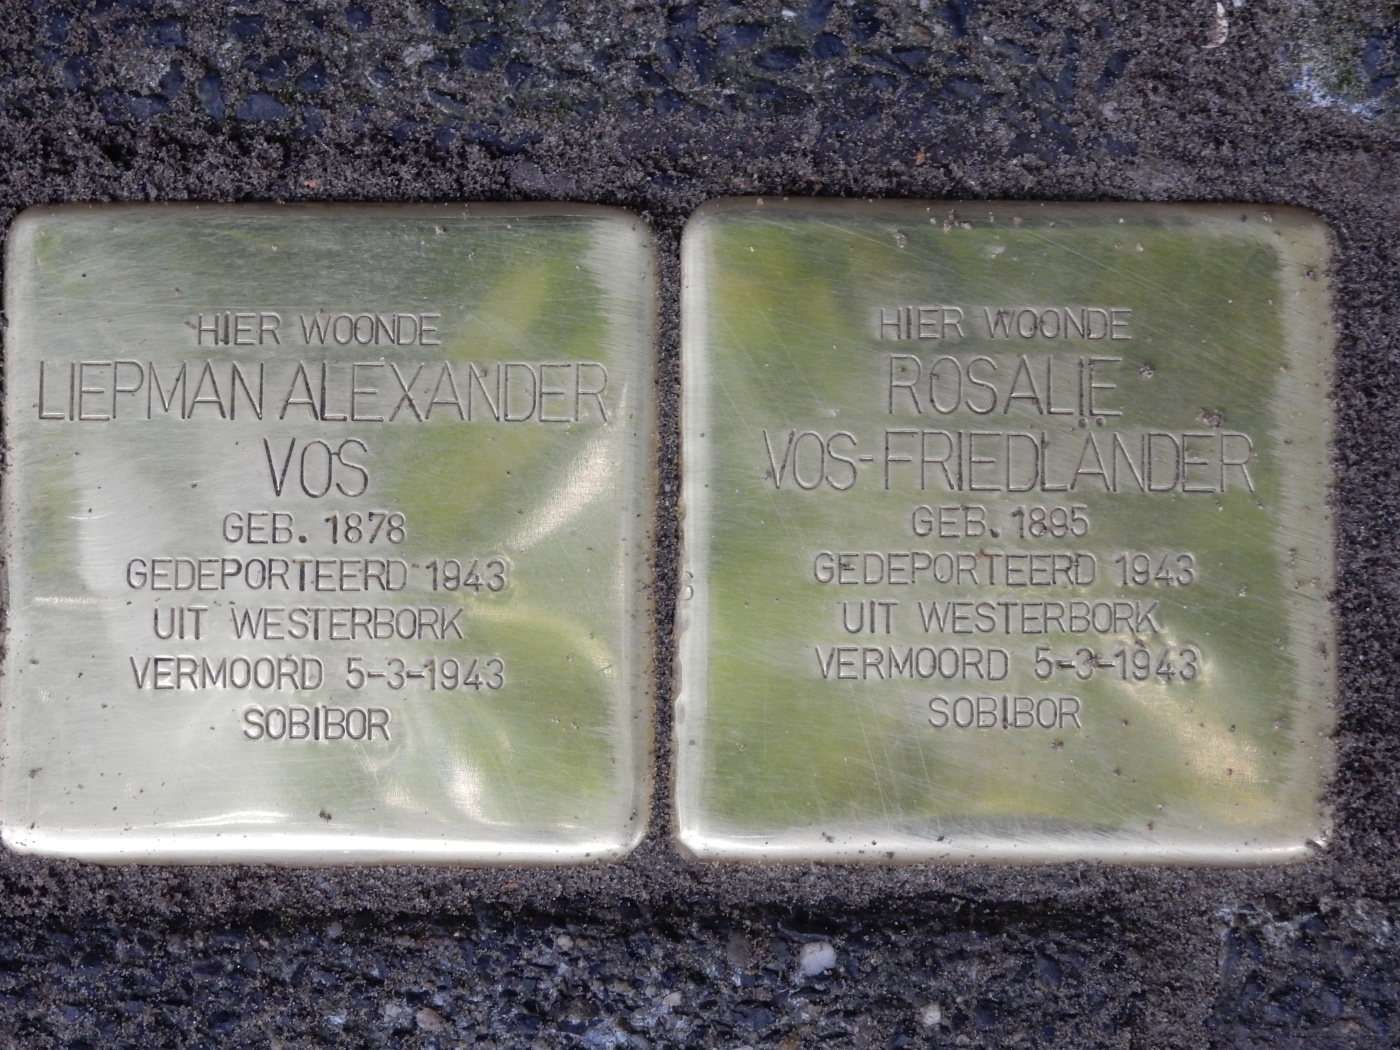 HIER WOONDE
LIEPMAN ALEXANDER
VOS
GEB. 1878
GEDEPORTEERD 1943
UIT WESTERBORK
VERMOORD 5-3-1943
SOBIBOR
HIER WOONDE
ROSALIE
VOS-FRIEDLÄNDER
GEB. 1895
GEDEPORTEERD 1943
UIT WESTERBORK
VERMOORD 5-3-1943
SOBIBOR